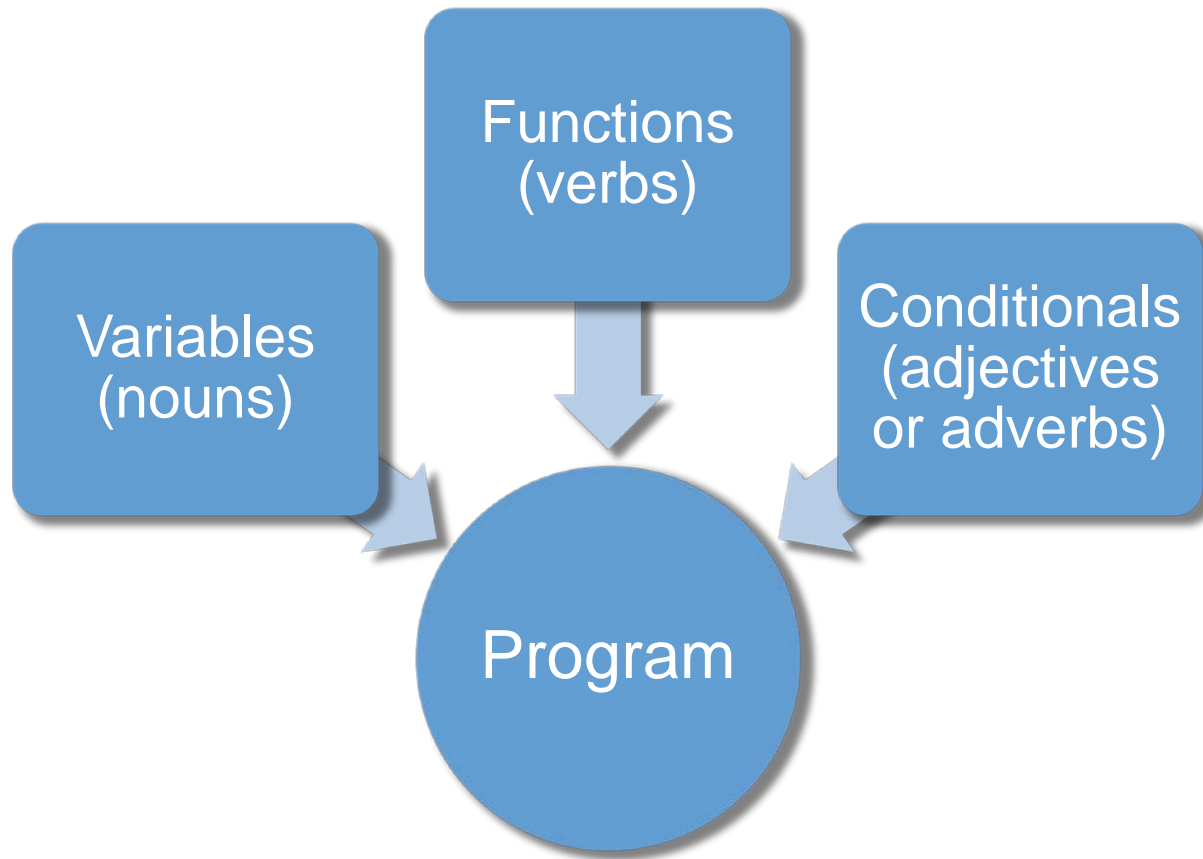 Functions
(verbs)
Variables
(nouns)
Conditionals
(adjectives
or adverbs)
Program